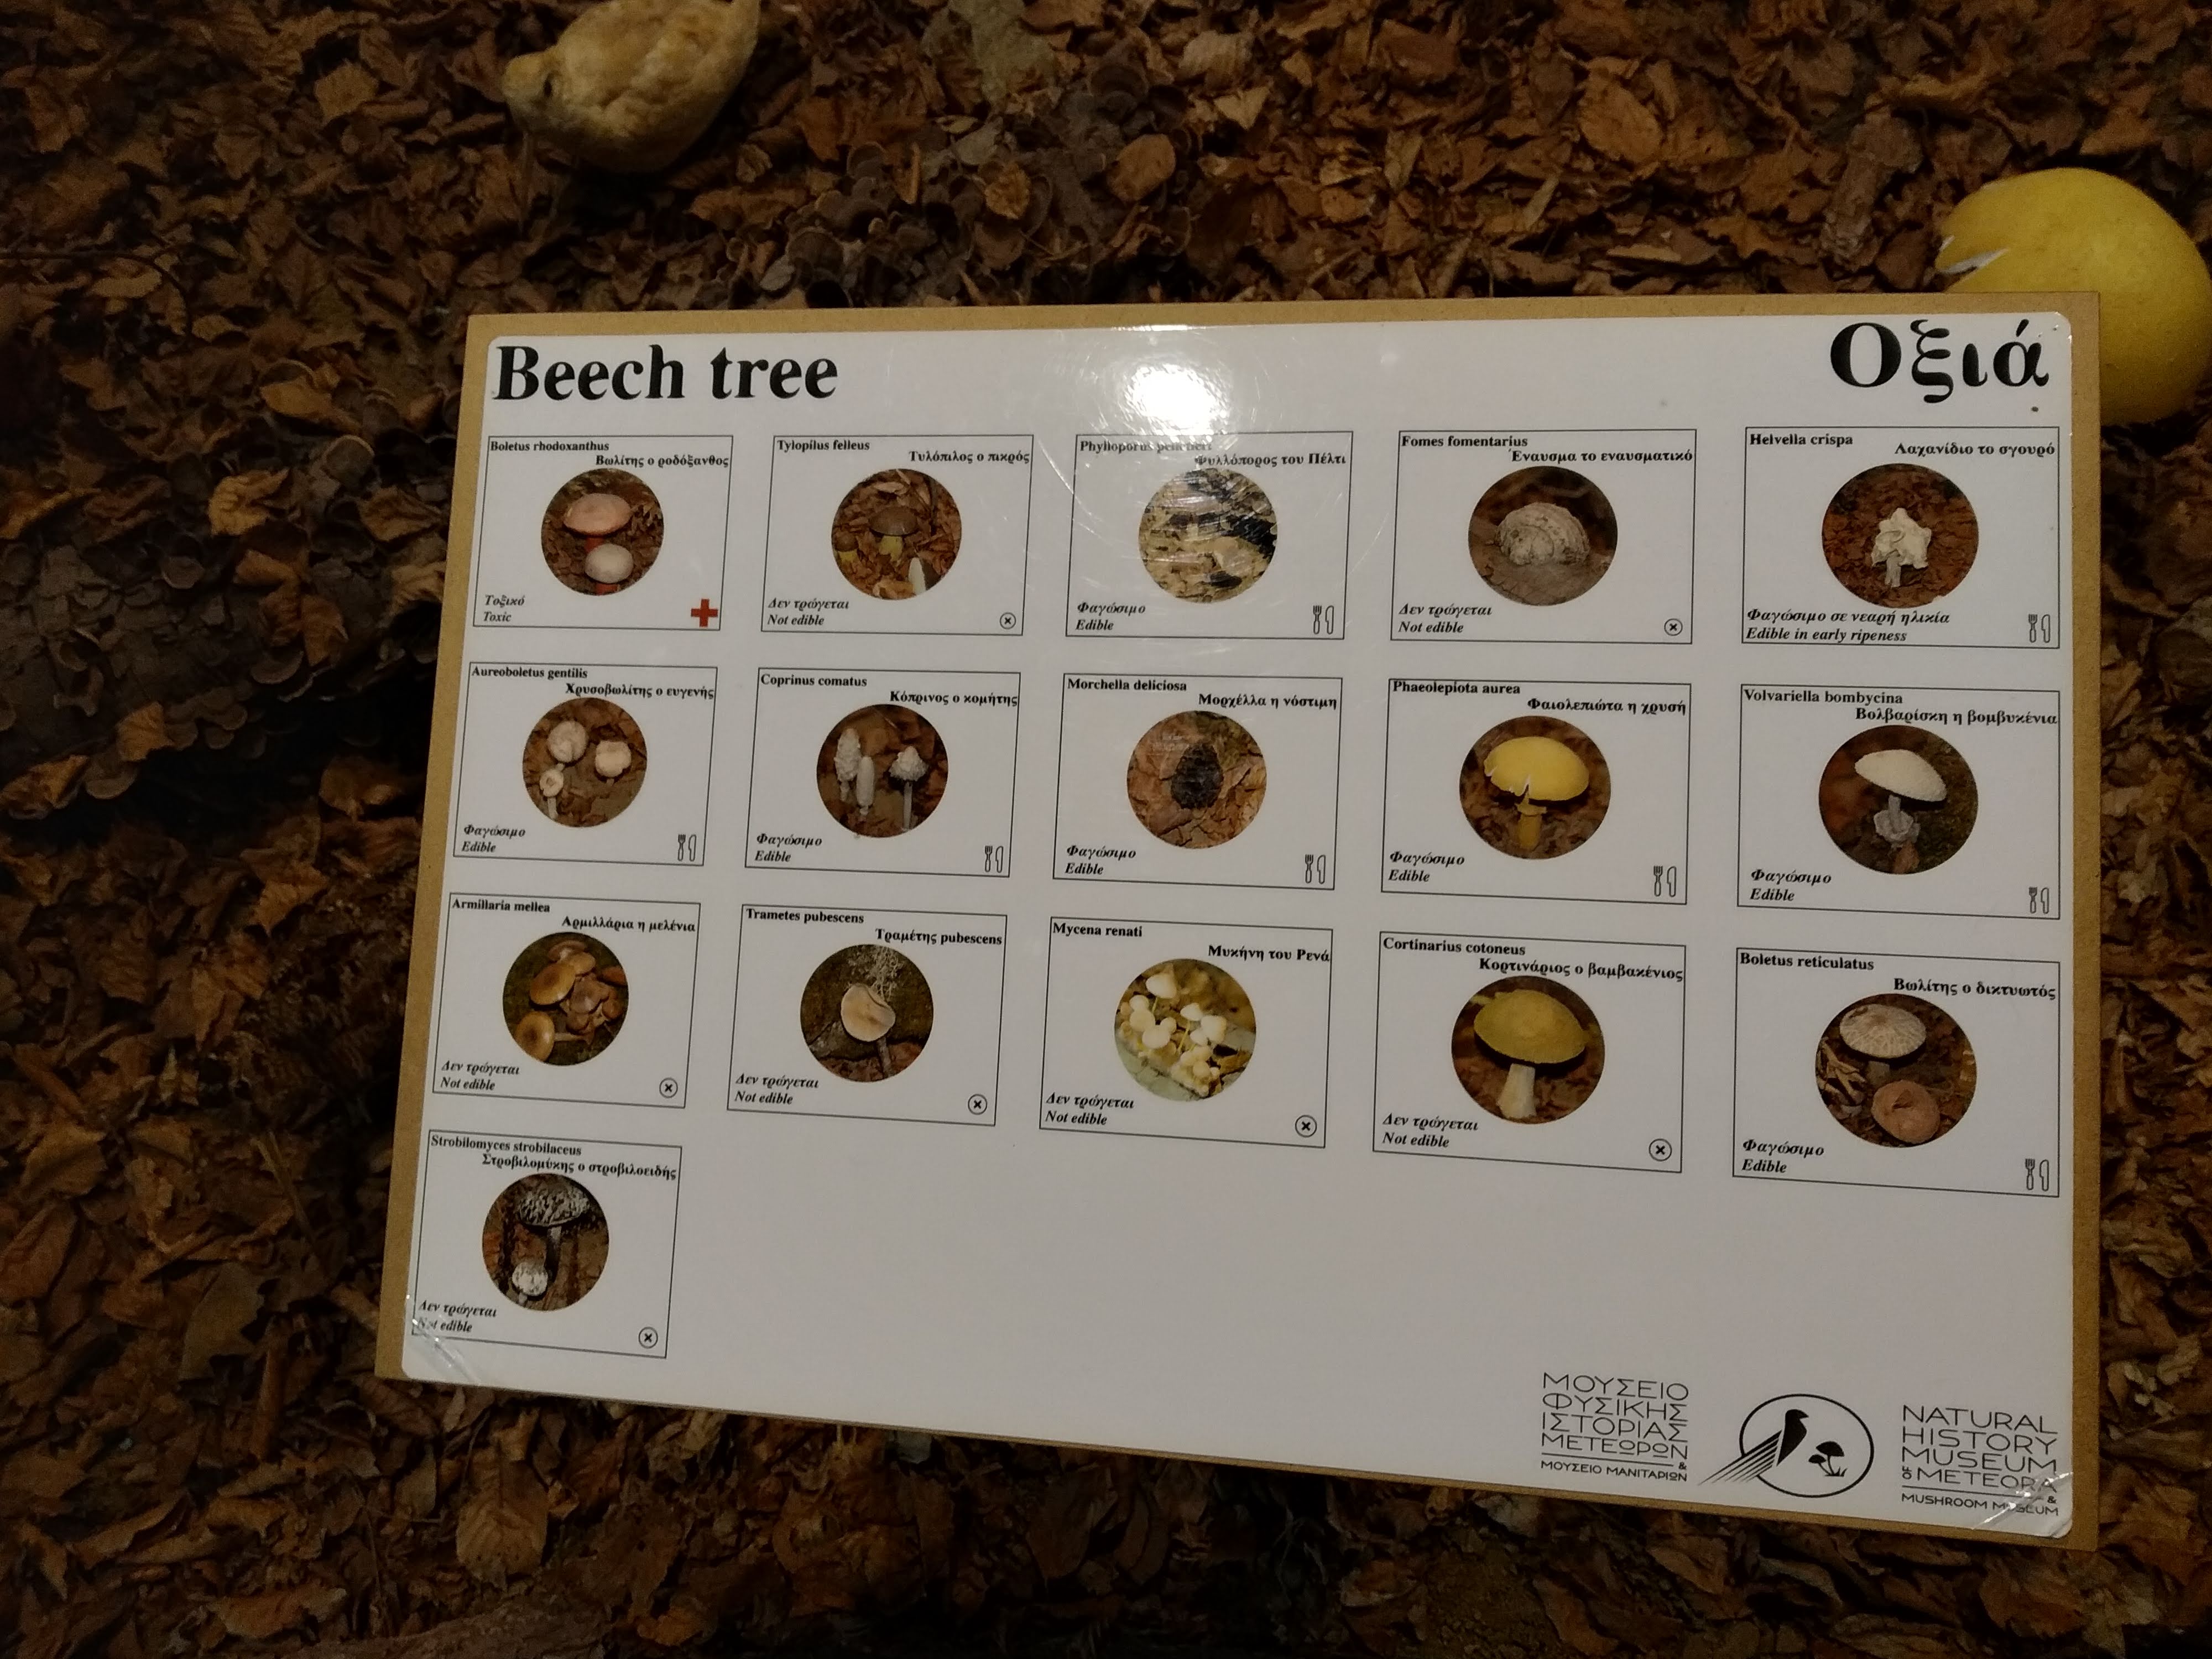 Beech tree
Οξιά
Boletus rhodoxanthus
Βωλίτης ο ροδόξανθος
Τοξικό
Toxic
Tylopilus felleus
Τυλόπιλος ο πικρός
Δεν τρώγεται
Not edible
Phylloporus
Φυλλόπορος του Πέλτι
Φαγώσιμο
Edible
Fomes fomentarius
Έναυσμα το εναυσματικό
Δεν τρώγεται
Not edible
Helvella crispa
Λαχανίδιο το σγουρό
Φαγώσιμο σε νεαρή ηλικία
Edible in early ripeness
Aureoboletus gentilis
Χρυσοβωλίτης ο ευγενής
Φαγώσιμο
Edible
Coprinus comatus
Κόπρινος ο κομήτης
Φαγώσιμο
Edible
Morchella deliciosa
Μορχέλλα η νόστιμη
Φαγώσιμο
Edible
Phaeolepiota aurea
Φαιολεπιώτα η χρυσή
Φαγώσιμο
Edible
Volvariella bombycina
Βολβαρίσκη η βομβυκένια
Φαγώσιμο
Edible
Armillaria mellea
Αρμιλλάρια η μελένια
Δεν τρώγεται
Not edible
Trametes pubescens
Τραμέτης pubescens
Δεν τρώγεται
Not edible
Mycena renati
Μυκήνη του Ρενά
Δεν τρώγεται
Not edible
Cortinarius cotoneus
Κορτινάριος ο βαμβακένιος
Δεν τρώγεται
Not edible
Boletus reticulatus
Βωλίτης ο δικτυωτός
Φαγώσιμο
Edible
Strobilomyces strobilaceus
Στροβιλομύκης ο στροβιλοειδής
Δεν τρώγεται
Not edible
ΜΟΥΣΕΙΟ
ΦΥΣΙΚΗΣ
ΙΣΤΟΡΙΑΣ
ΜΕΤΕΩΡΩΝ
&
ΜΟΥΣΕΙΟ ΜΑΝΙΤΑΡΙΩΝ
NATURAL
HISTORY
MUSEUM
OF METEORA
&
MUSHROOM MUSEUM